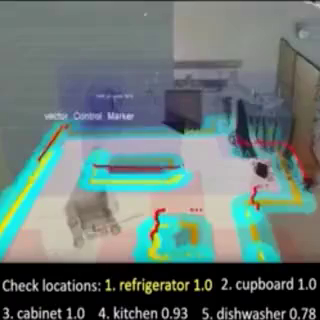 vector Control Marker
Check locations: 1. refrigerator 1.0 2. cupboard 1.0
3. cabinet 1.0 4. kitchen 0.93 5. dishwasher 0.78